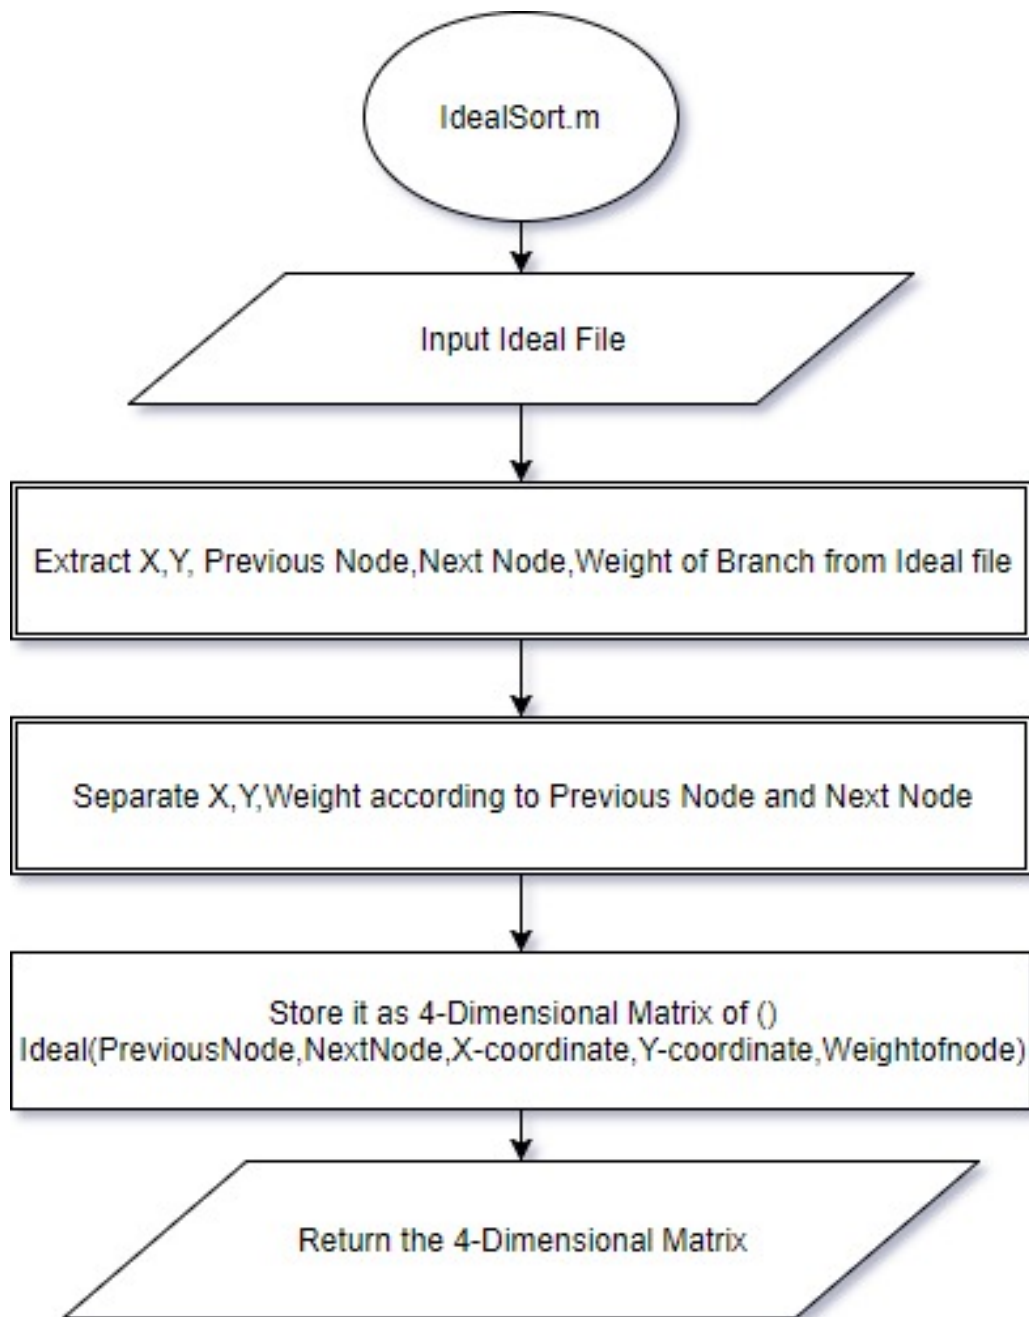 IdealSort.m
Input Ideal File
Extract X,Y, Previous Node,Next Node,Weight of Branch from Ideal file
Separate X,Y,Weight according to Previous Node and Next Node
Store it as 4-Dimensional Matrix of ()
Ideal(PreviousNode,NextNode,X-coordinate,Y-coordinate,Weightofnode)
Return the 4-Dimensional Matrix